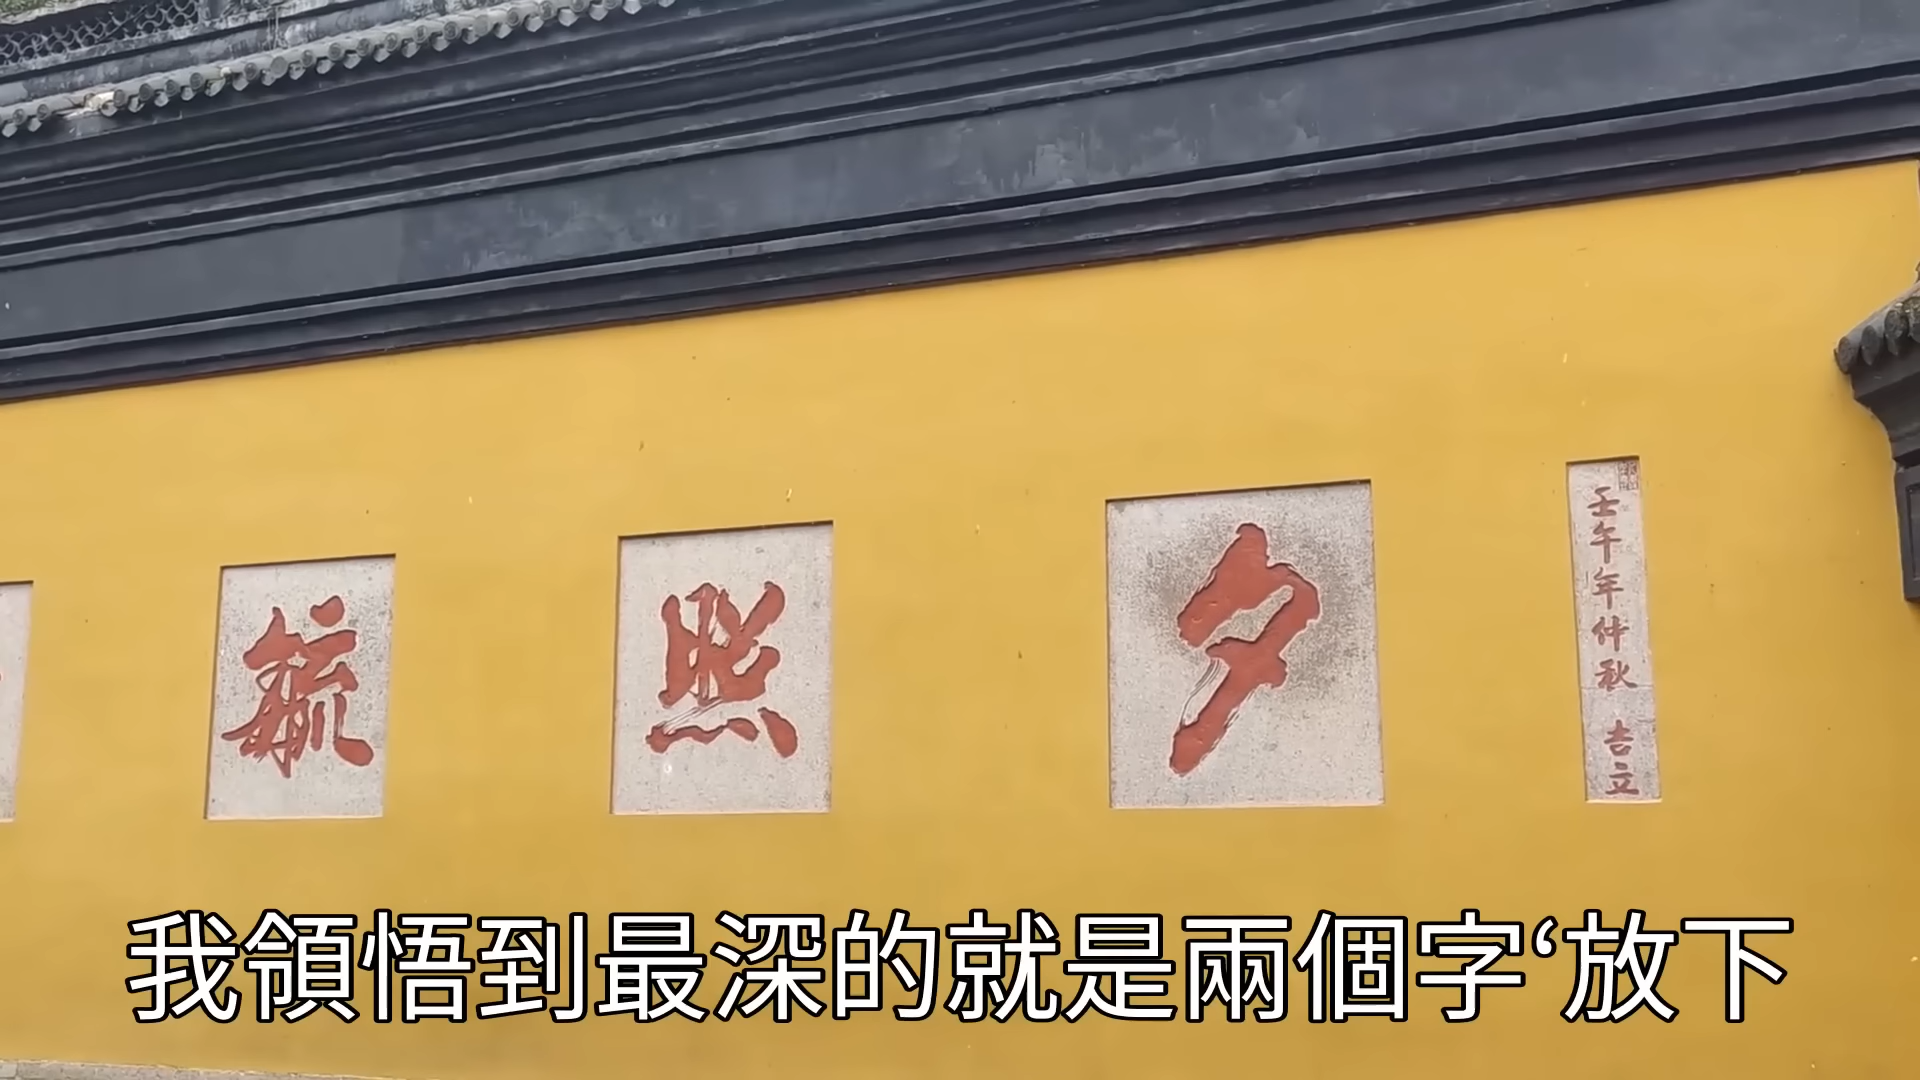 壬午年仲秋 吉立
夕照毓
我領悟到最深的就是兩個字‘放下